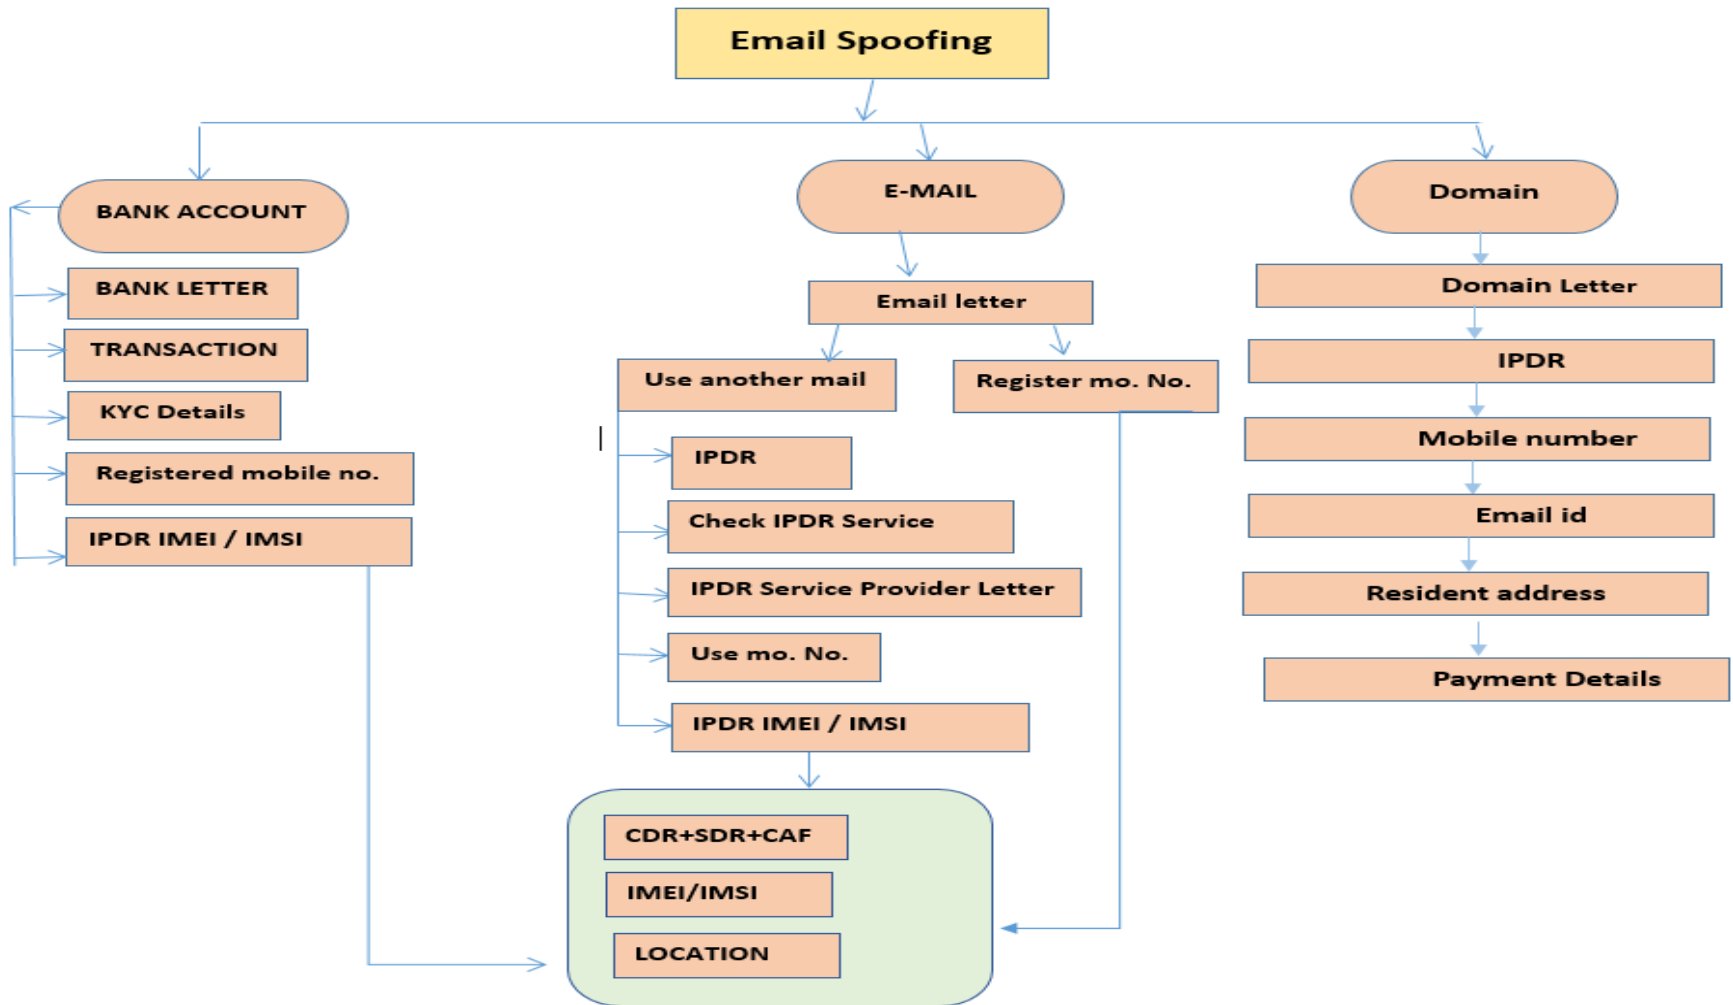 Email Spoofing
BANK ACCOUNT
BANK LETTER
TRANSACTION
KYC Details
Registered mobile no.
IPDR IMEI / IMSI
E-MAIL
Email letter
Use another mail
Register mo. No.
IPDR
Check IPDR Service
IPDR Service Provider Letter
Use mo. No.
IPDR IMEI / IMSI
CDR+SDR+CAF
IMEI/IMSI
LOCATION
Domain
Domain Letter
IPDR
Mobile number
Email id
Resident address
Payment Details